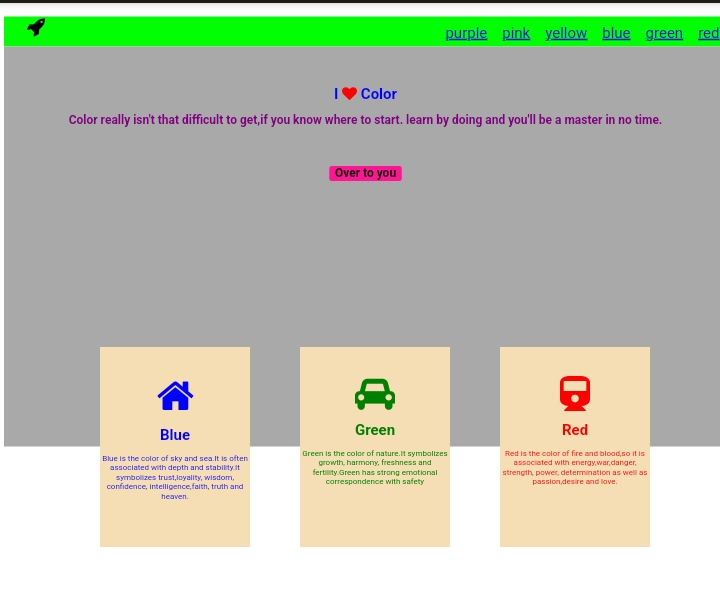 purple pink yellow blue green red
I ❤ Color
Color really isn't that difficult to get,if you know where to start. learn by doing and you'll be a master in no time.
Over to you
Blue
Blue is the color of sky and sea.It is often
associated with depth and stability.It
symbolizes trust,loyality, wisdom,
confidence, intelligence,faith, truth and
heaven.
Green
Green is the color of nature.It symbolizes
growth, harmony, freshness and
fertility.Green has strong emotional
correspondence with safety
Red
Red is the color of fire and blood,so it is
associated with energy,war,danger,
strength, power, determination as well as
passion,desire and love.